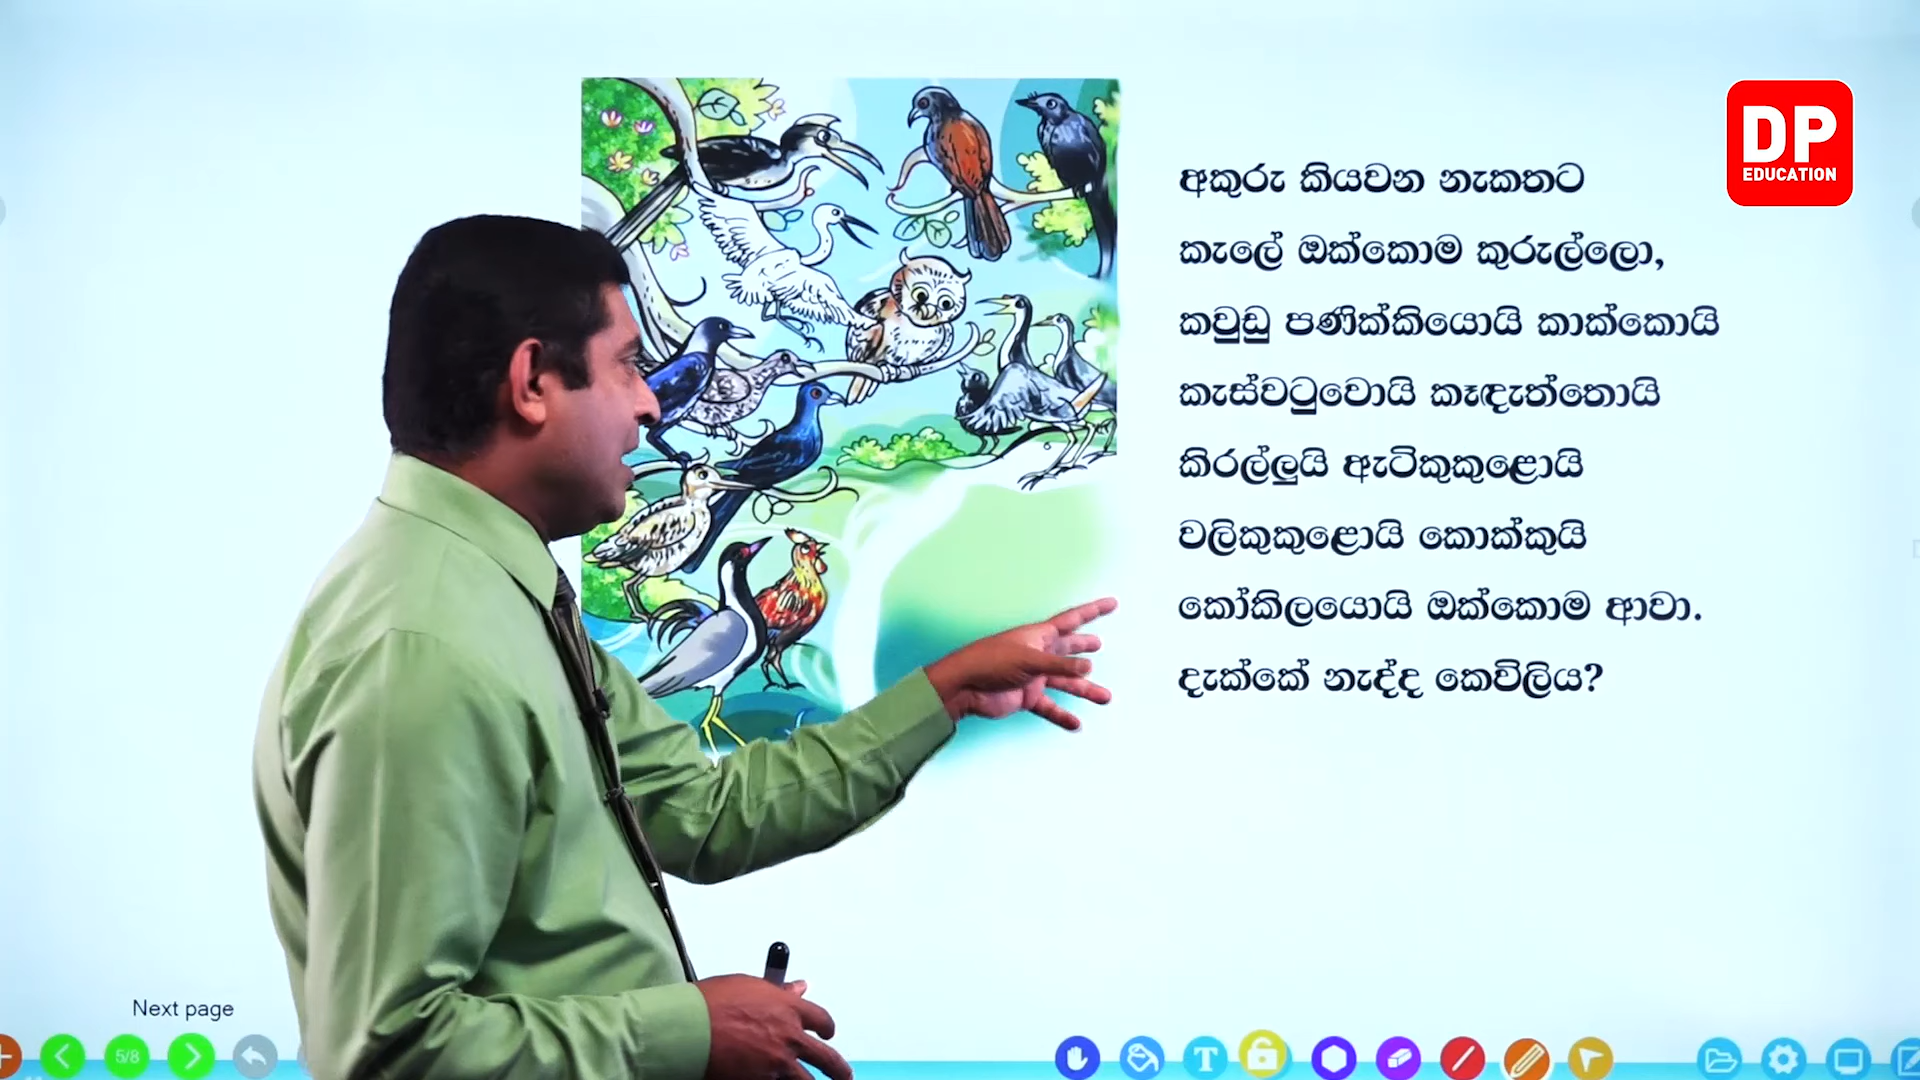 DP
EDUCATION
අකුරු කියවන නැකතට
කැලේ ඔක්කොම කුරුල්ලො,
කවුඩු පණික්කියොයි කාක්කොයි
කැස්වටුවොයි කෑඳැත්තොයි
කිරල්ලුයි ඇටිකුකුළොයි
වලිකුකුළොයි කොක්කුයි
කෝකිලයොයි ඔක්කොම ආවා.
දැක්කේ නැද්ද කෙවිලිය?
Next page
5/8
T